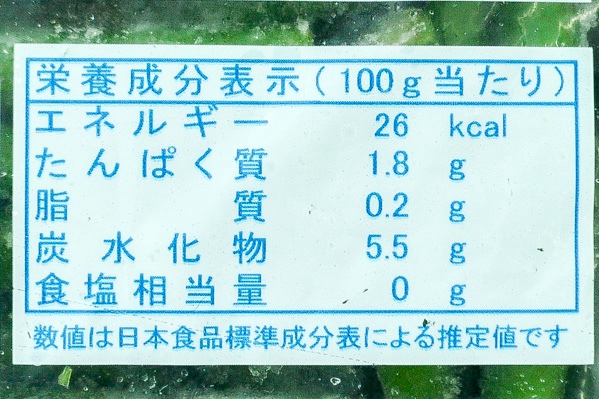 栄養成分表示(100g当たり)
エネルギー 26 kcal
たんぱく質 1.8 g
脂質 0.2 g
炭水化物 5.5 g
食塩相当量 0 g
数値は日本食品標準成分表による推定値です